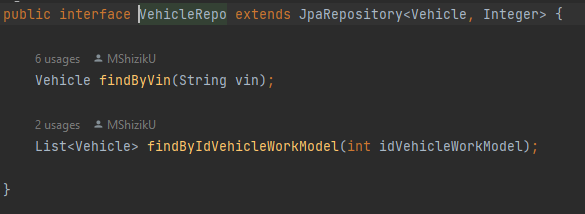 public interface VehicleRepo extends JpaRepository<Vehicle, Integer> {
6 usages MShizikU
Vehicle findByVin(String vin);
2 usages MShizikU
List<Vehicle> findByIdVehicleWorkModel(int idVehicleWorkModel);
}